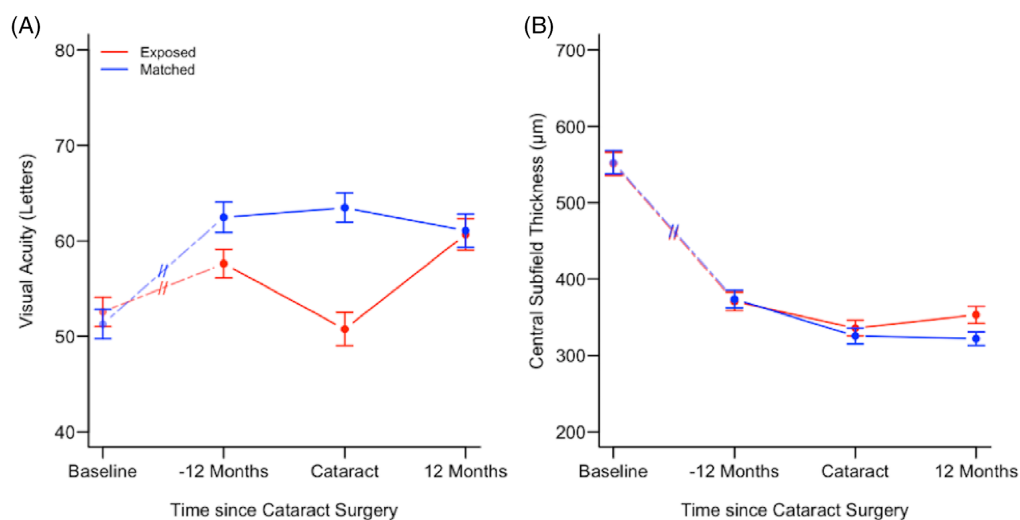 (A)
Visual Acuity (Letters)
80
70
60
50
40
Exposed
Matched
Baseline
-12 Months
Cataract
12 Months
Time since Cataract Surgery
(B)
Central Subfield Thickness (µm)
700
600
500
400
300
200
Baseline
-12 Months
Cataract
12 Months
Time since Cataract Surgery